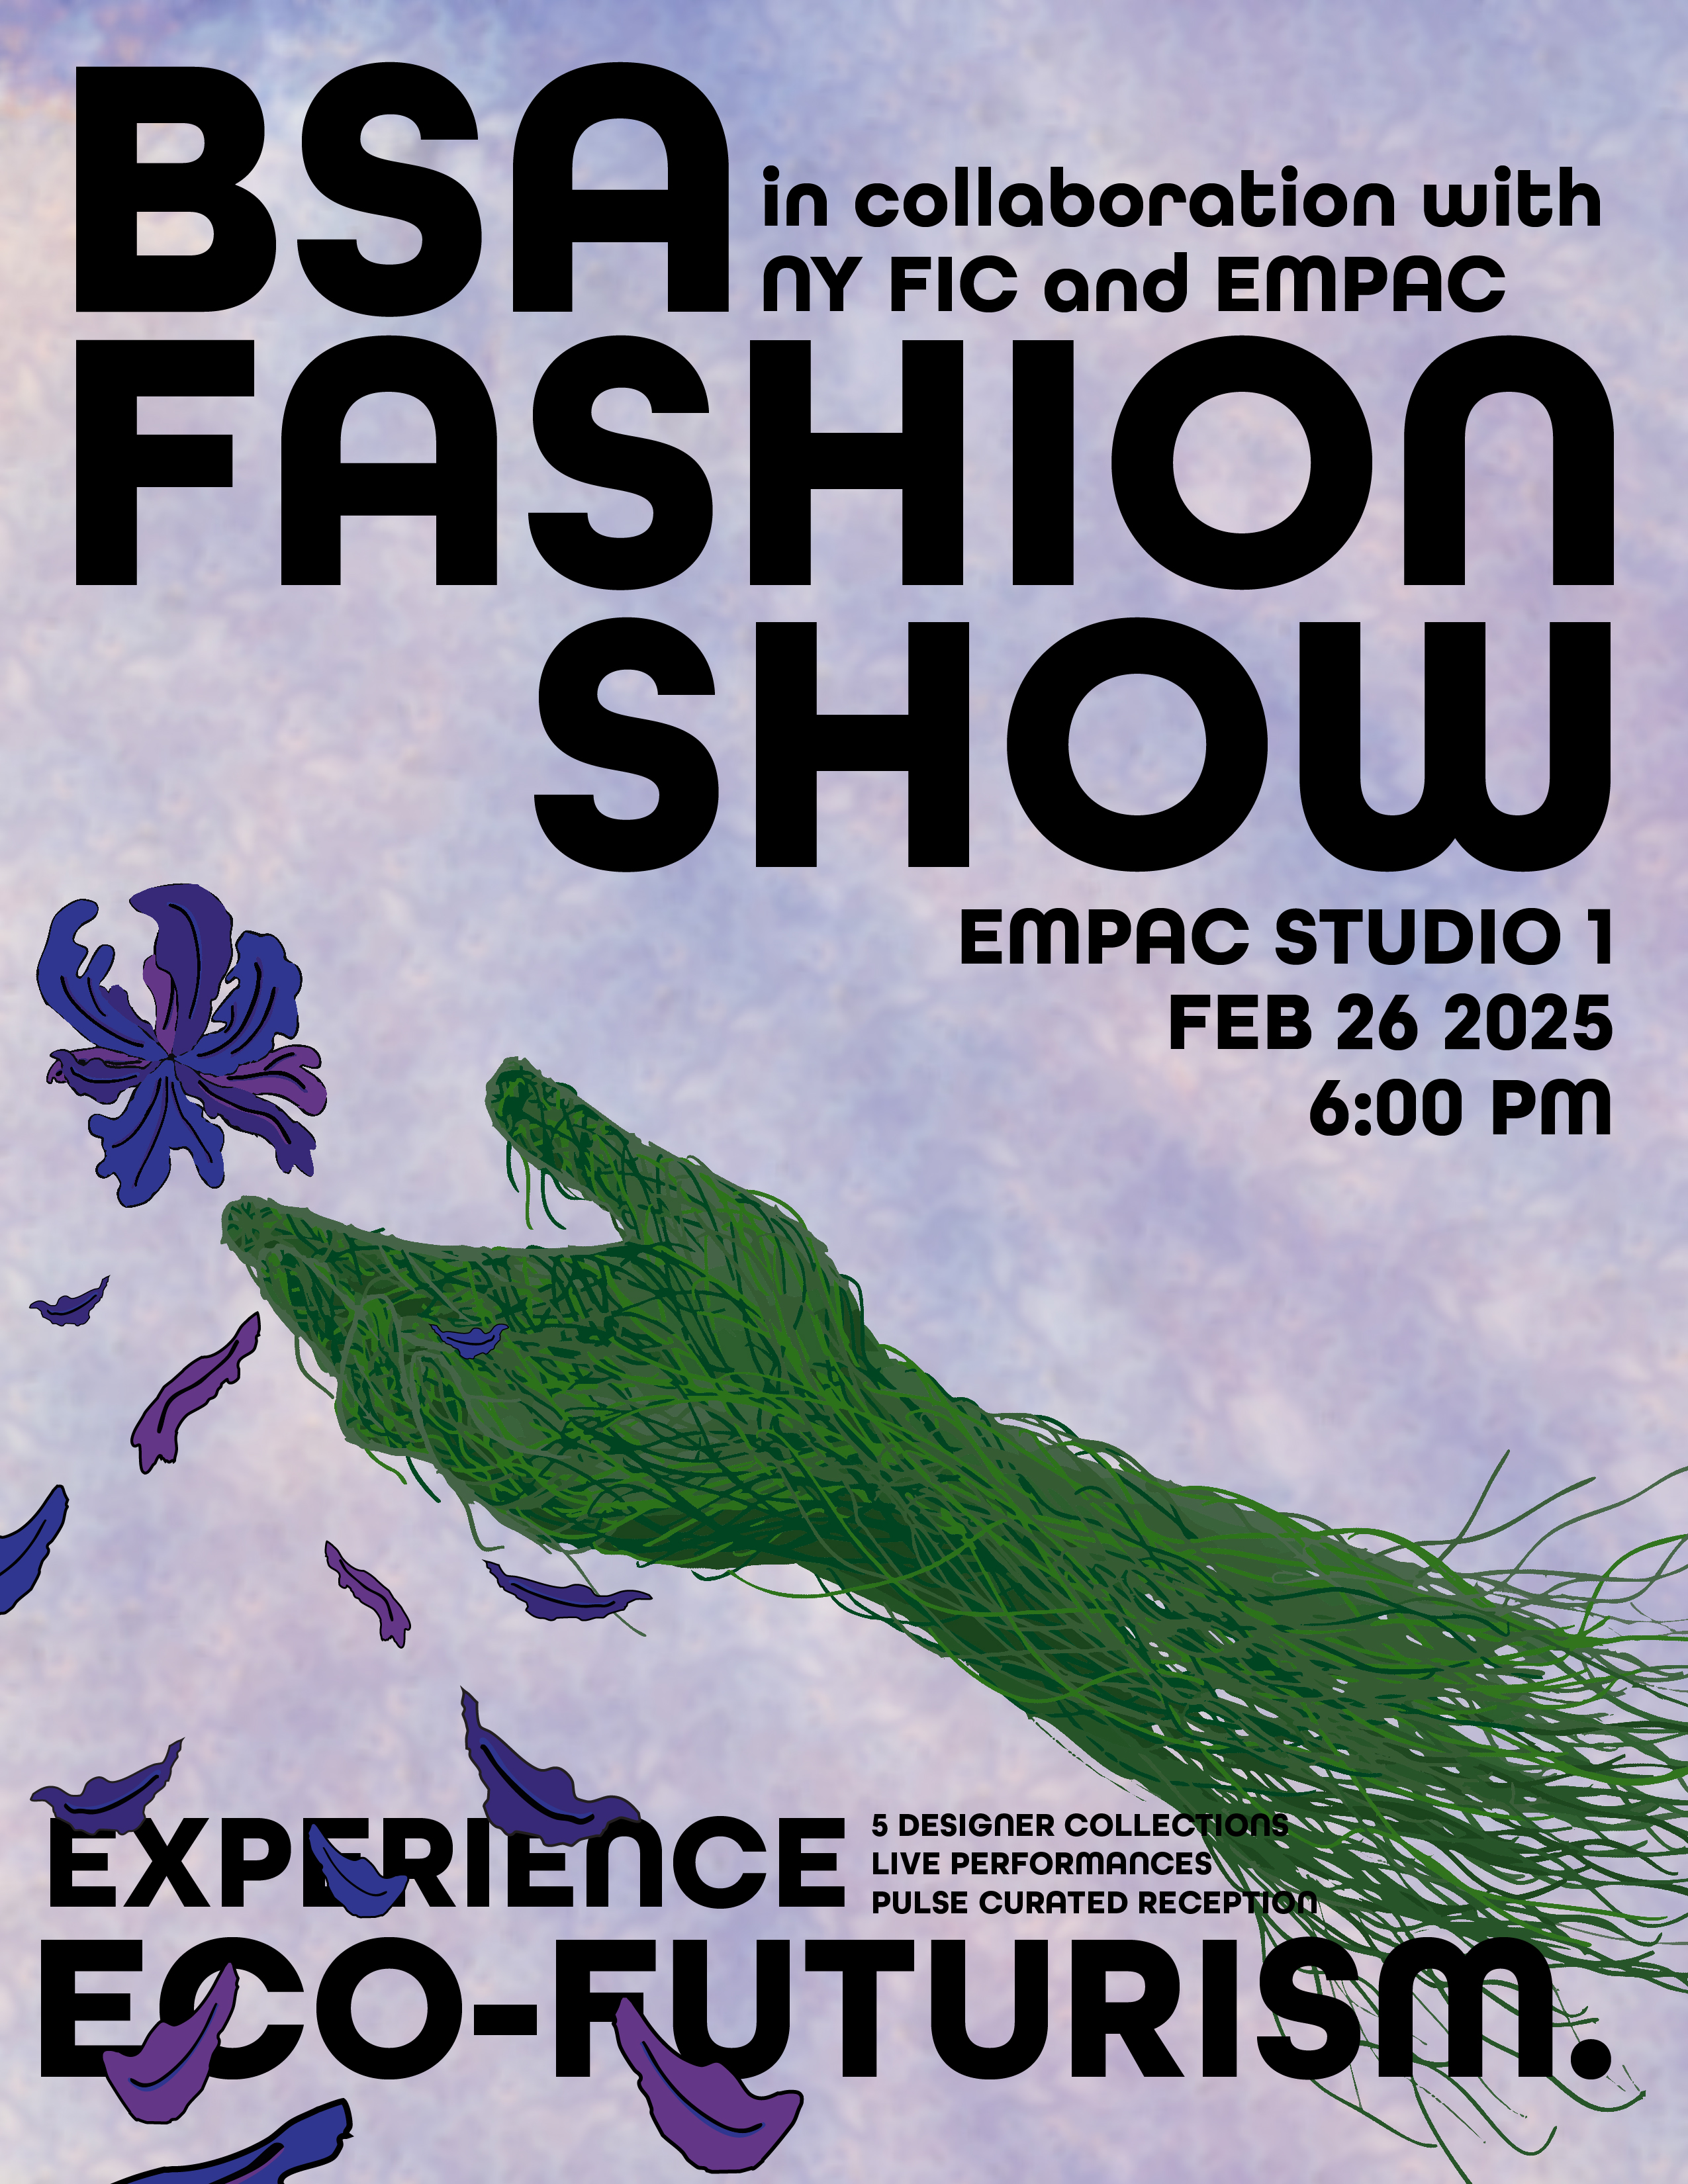 BSA
in collaboration with
NY FIC and EMPAC
FASHION
SHOW
EMPAC STUDIO 1
FEB 26 2025
6:00 PM
EXPERIENCE
5 DESIGNER COLLECTIONS
LIVE PERFORMANCES
PULSE CURATED RECEPTION
ECO-FUTURISM.